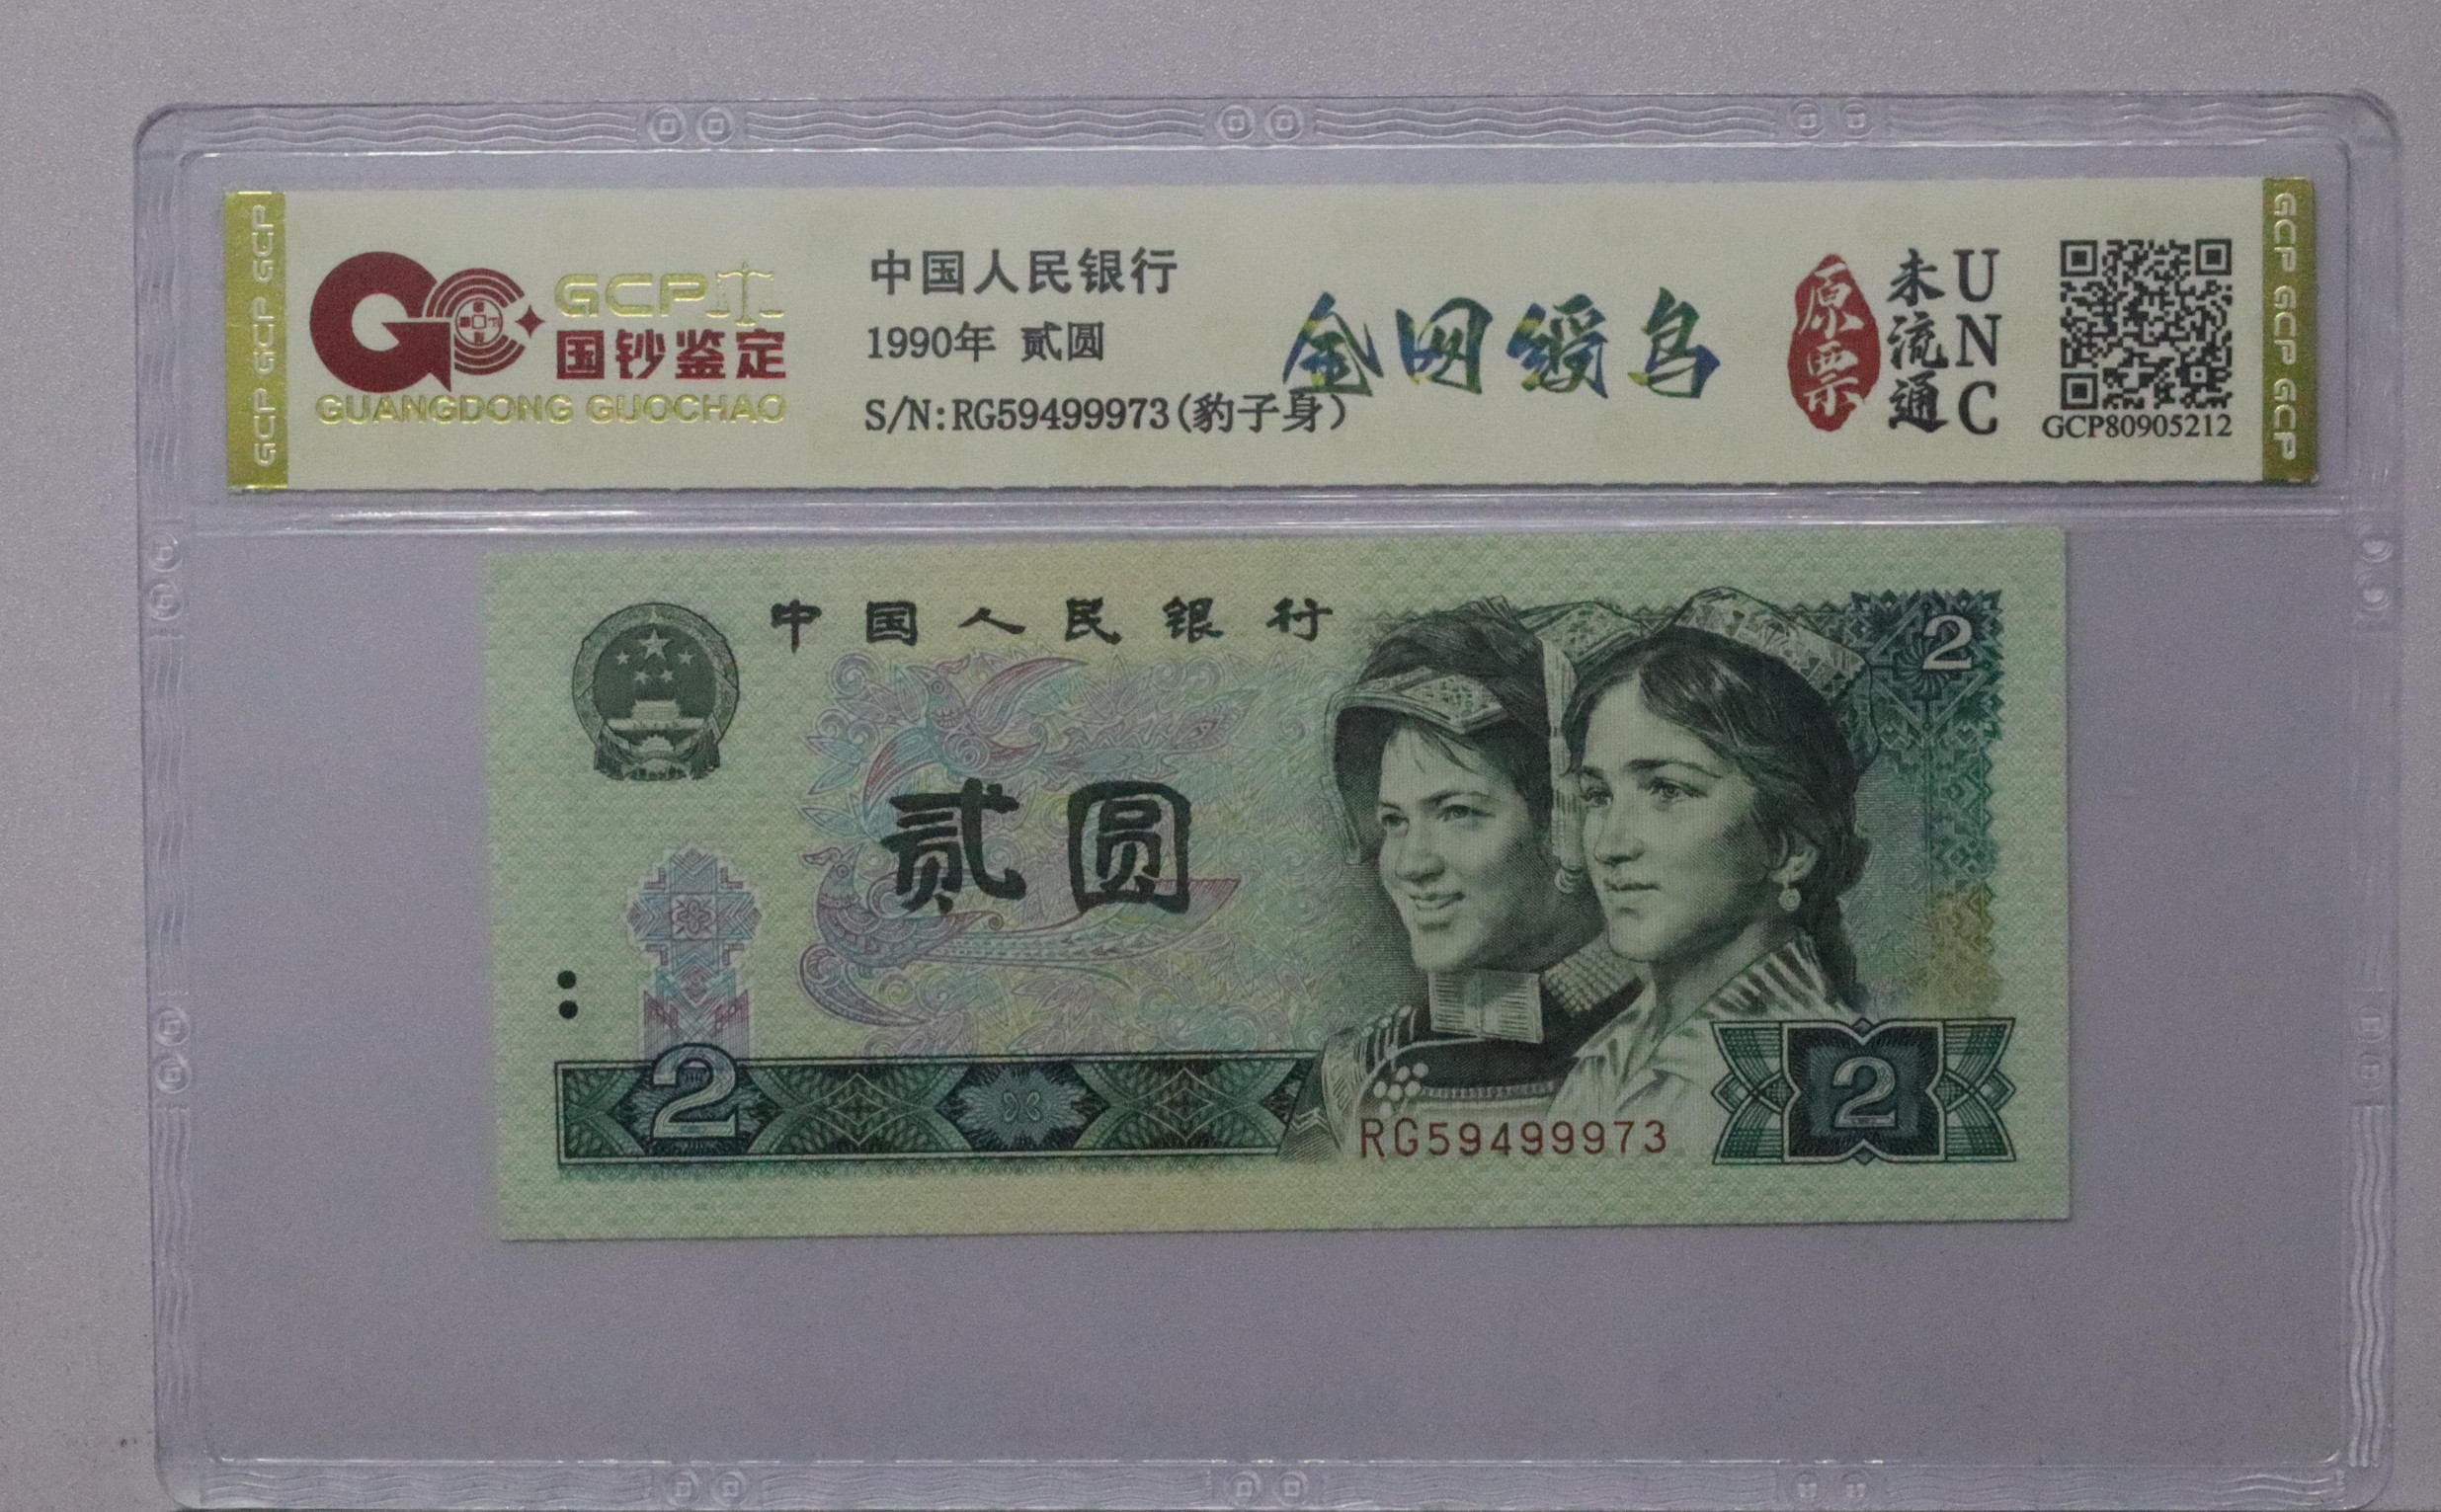 GCP GCP GCP
GCP
国钞鉴定
GUANGDONG GUOCHAO
中国人民银行
1990年 贰圆
S/N:RG59499973(豹子身)
金网绶鸟
原票
未流通
UNC
GCP80905212
GCP GCP GCP
中国人民银行
2
贰圆
2
RG59499973
2